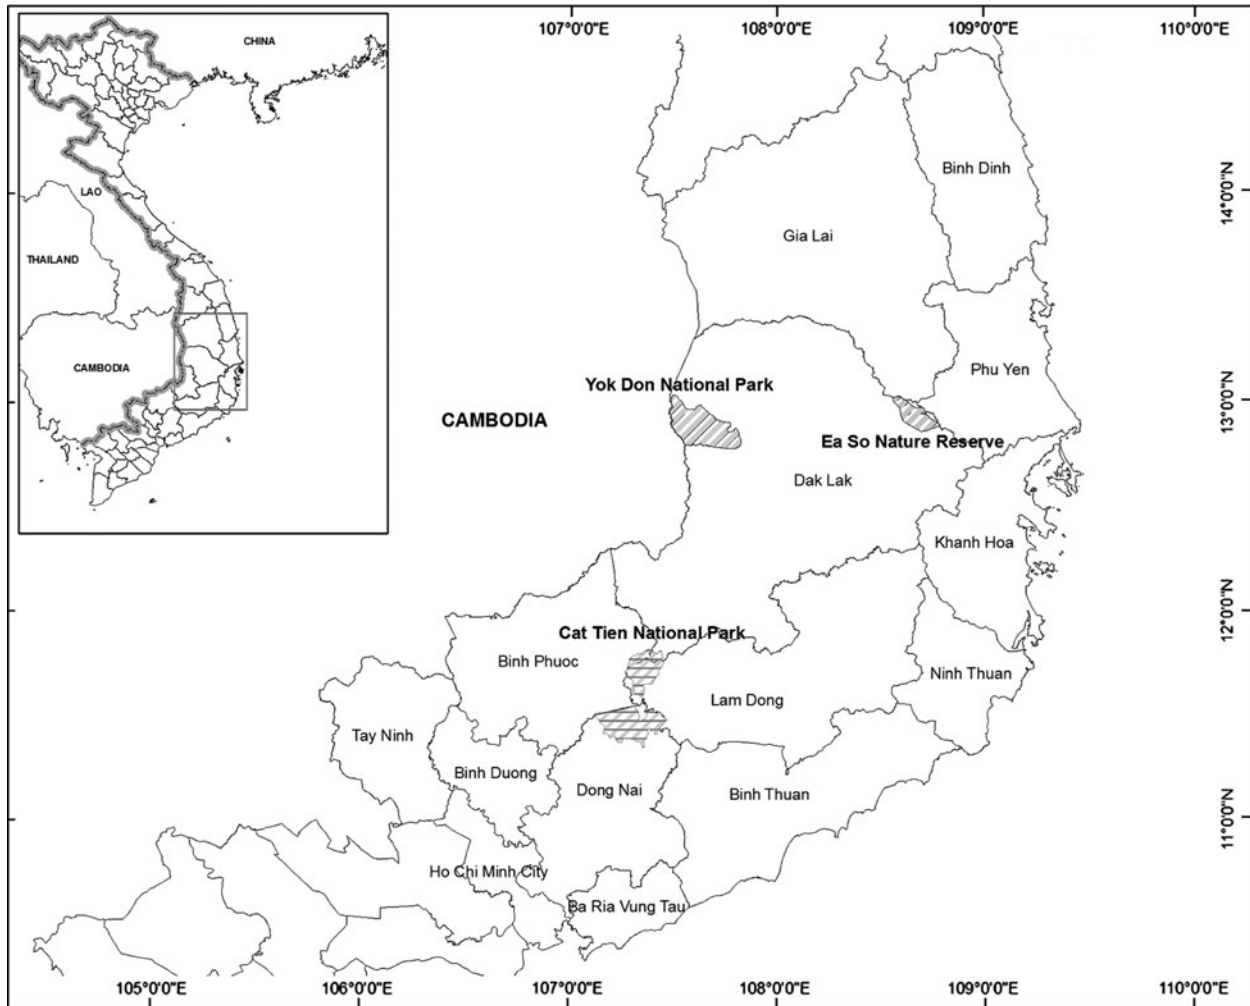 107°0'0"E
108°0'0"E
109°0'0"E
110°0'0"E
CHINA
LAO
THAILAND
CAMBODIA
Binh Dinh
14°0'0"N
Gia Lai
Phu Yen
Yok Don National Park
13°0'0"N
CAMBODIA
Ea So Nature Reserve
Dak Lak
Khanh Hoa
12°0'0"N
Cat Tien National Park
Binh Phuoc
Ninh Thuan
Lam Dong
Tay Ninh
Binh Duong
Dong Nai
Binh Thuan
11°0'0"N
Ho Chi Minh City
Ba Ria Vung Tau
105°0'0"E
106°0'0"E
107°0'0"E
108°0'0"E
109°0'0"E
110°0'0"E